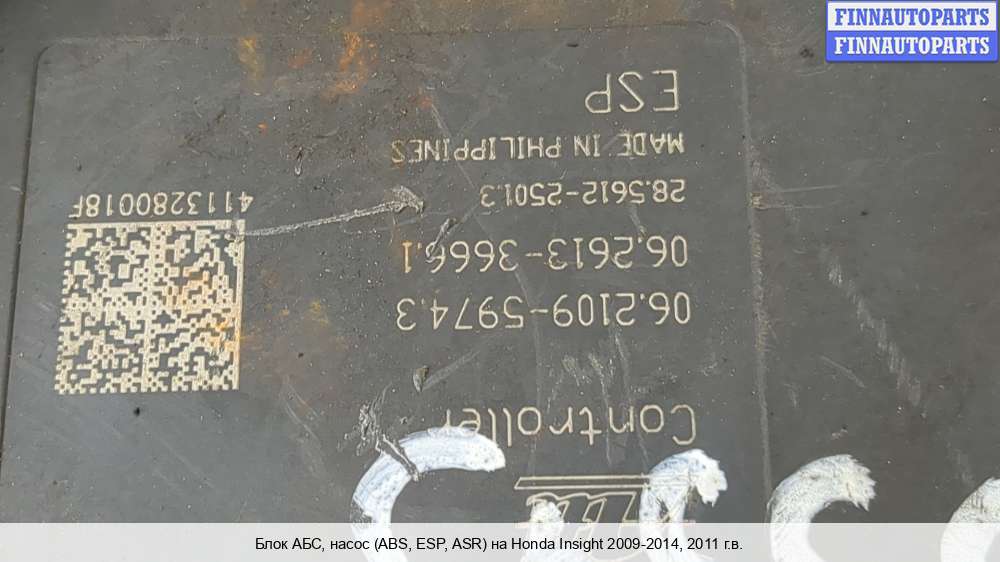 FINNAUTOPARTS
FINNAUTOPARTS
Controller
06.2109-5974.3
06.2613-3666.1
28.5612-2501.3
MADE IN PHILIPPINES
ESP
4113280018F
Блок АБС, насос (ABS, ESP, ASR) на Honda Insight 2009-2014, 2011 г.в.